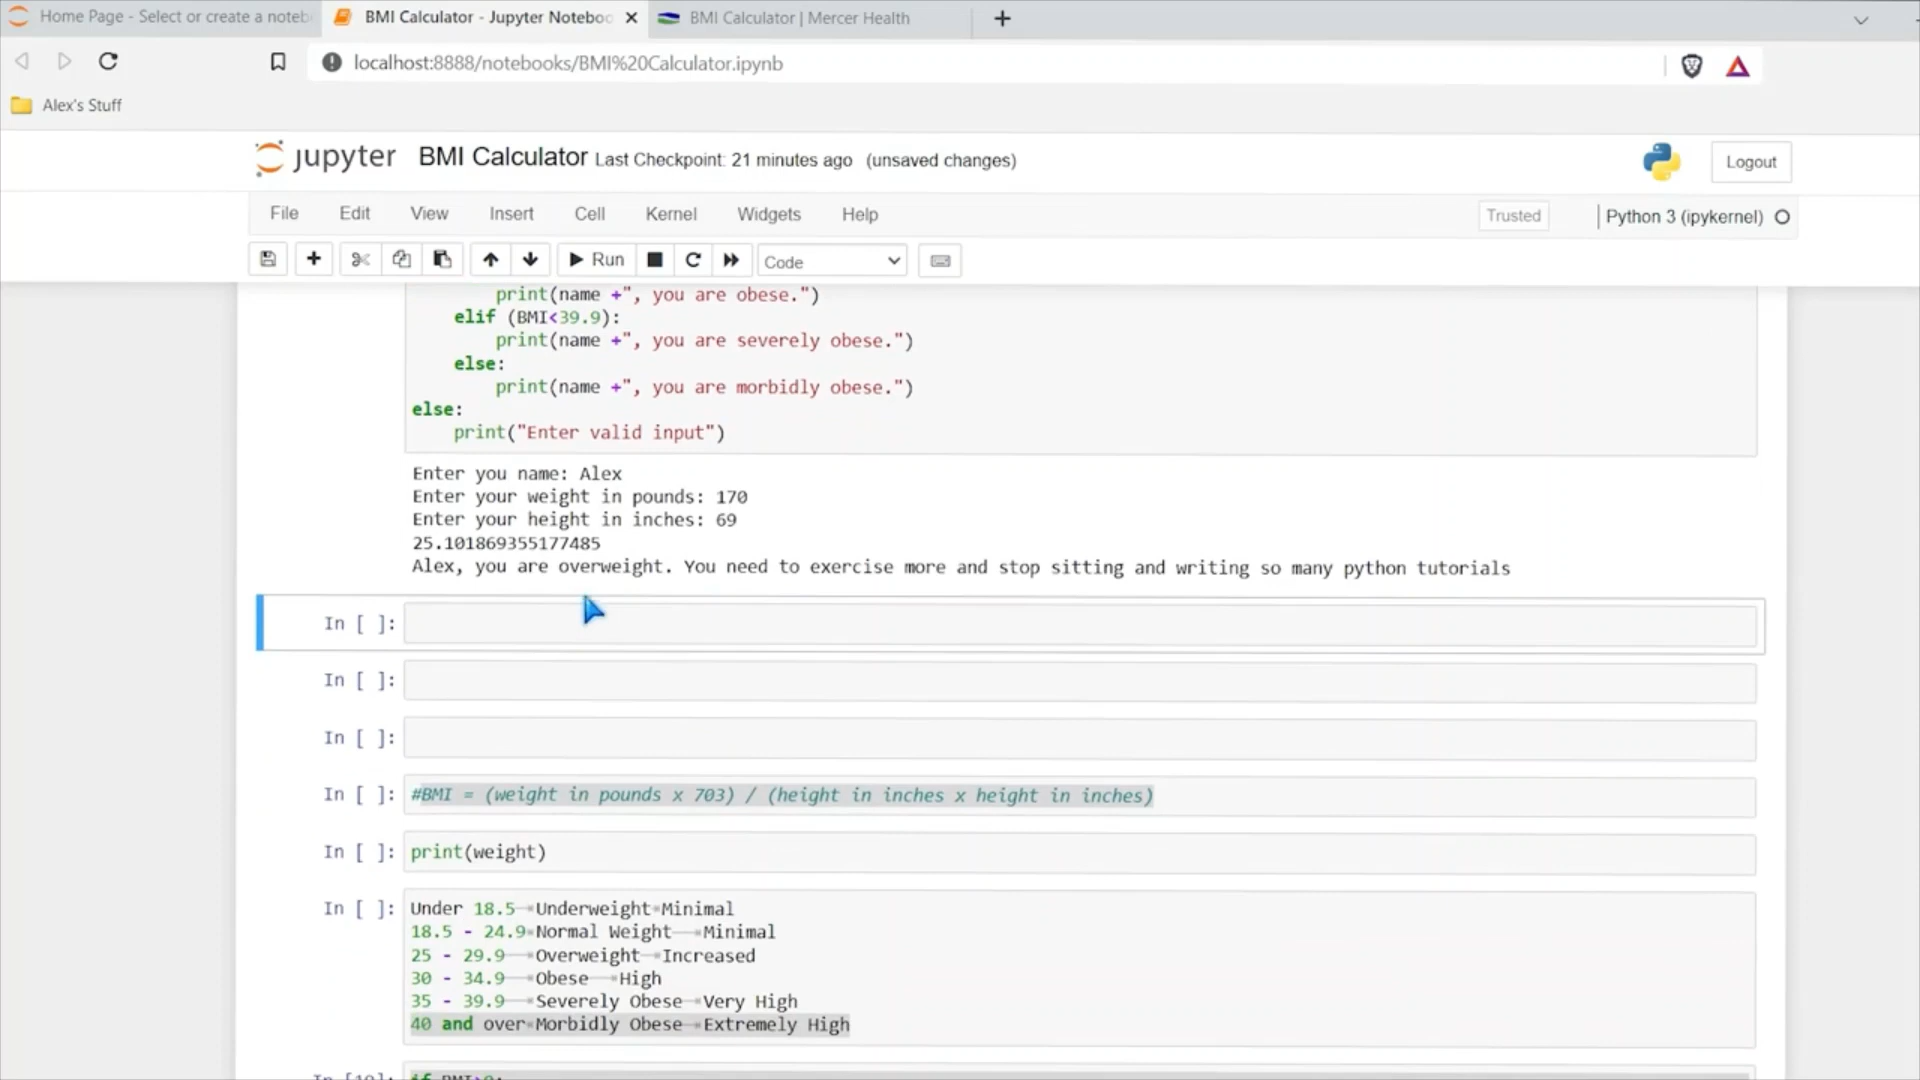 Home Page - Select or create a noteb
BMI Calculator - Jupyter Noteboo
BMI Calculator | Mercer Health
localhost:8888/notebooks/BMI%20Calculator.ipynb
Alex's Stuff
jupyter BMI Calculator Last Checkpoint: 21 minutes ago (unsaved changes)
Logout
File Edit View Insert Cell Kernel Widgets Help
Trusted
Python 3 (ipykernel)
Run
Code
print(name +", you are obese.")
elif (BMI<39.9):
print(name +", you are severely obese.")
else:
print(name +", you are morbidly obese.")
else:
print("Enter valid input")
Enter you name: Alex
Enter your weight in pounds: 170
Enter your height in inches: 69
25.101869355177485
Alex, you are overweight. You need to exercise more and stop sitting and writing so many python tutorials
In [ ]:
In [ ]:
In [ ]:
In [ ]: #BMI = (weight in pounds x 703) / (height in inches x height in inches)
In [ ]: print(weight)
In [ ]: Under 18.5 Underweight Minimal
18.5 - 24.9 Normal Weight Minimal
25 - 29.9 Overweight Increased
30 - 34.9 Obese High
35 - 39.9 Severely Obese Very High
40 and over Morbidly Obese Extremely High